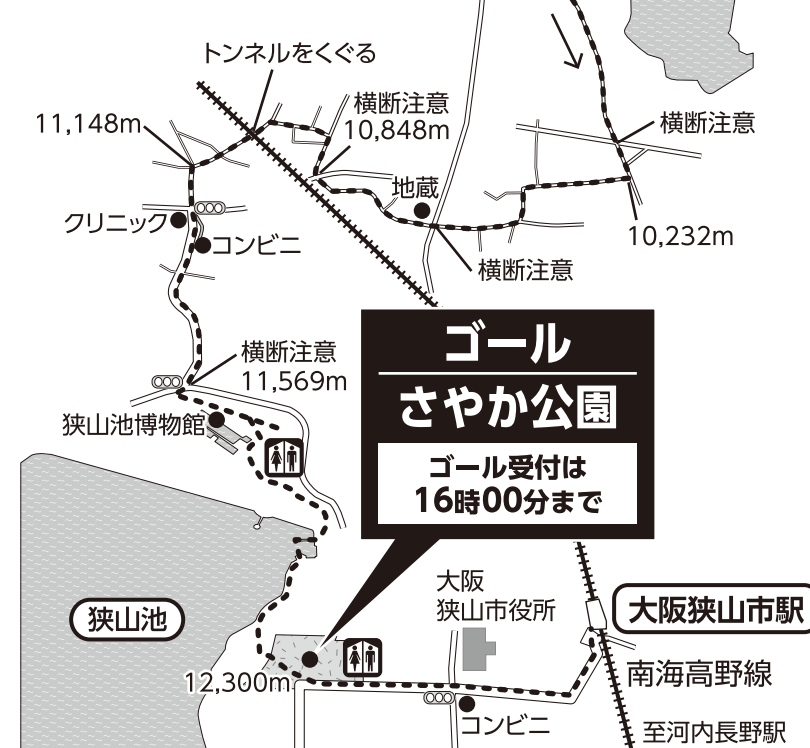 トンネルをくぐる
11,148m
横断注意
10,848m
横断注意
地蔵
クリニック
コンビニ
10,232m
横断注意
横断注意
11,569m
狭山池博物館
ゴール
さやか公園
ゴール受付は
16時00分まで
狭山池
大阪
狭山市役所
大阪狭山市駅
12,300m
南海高野線
コンビニ
至河内長野駅